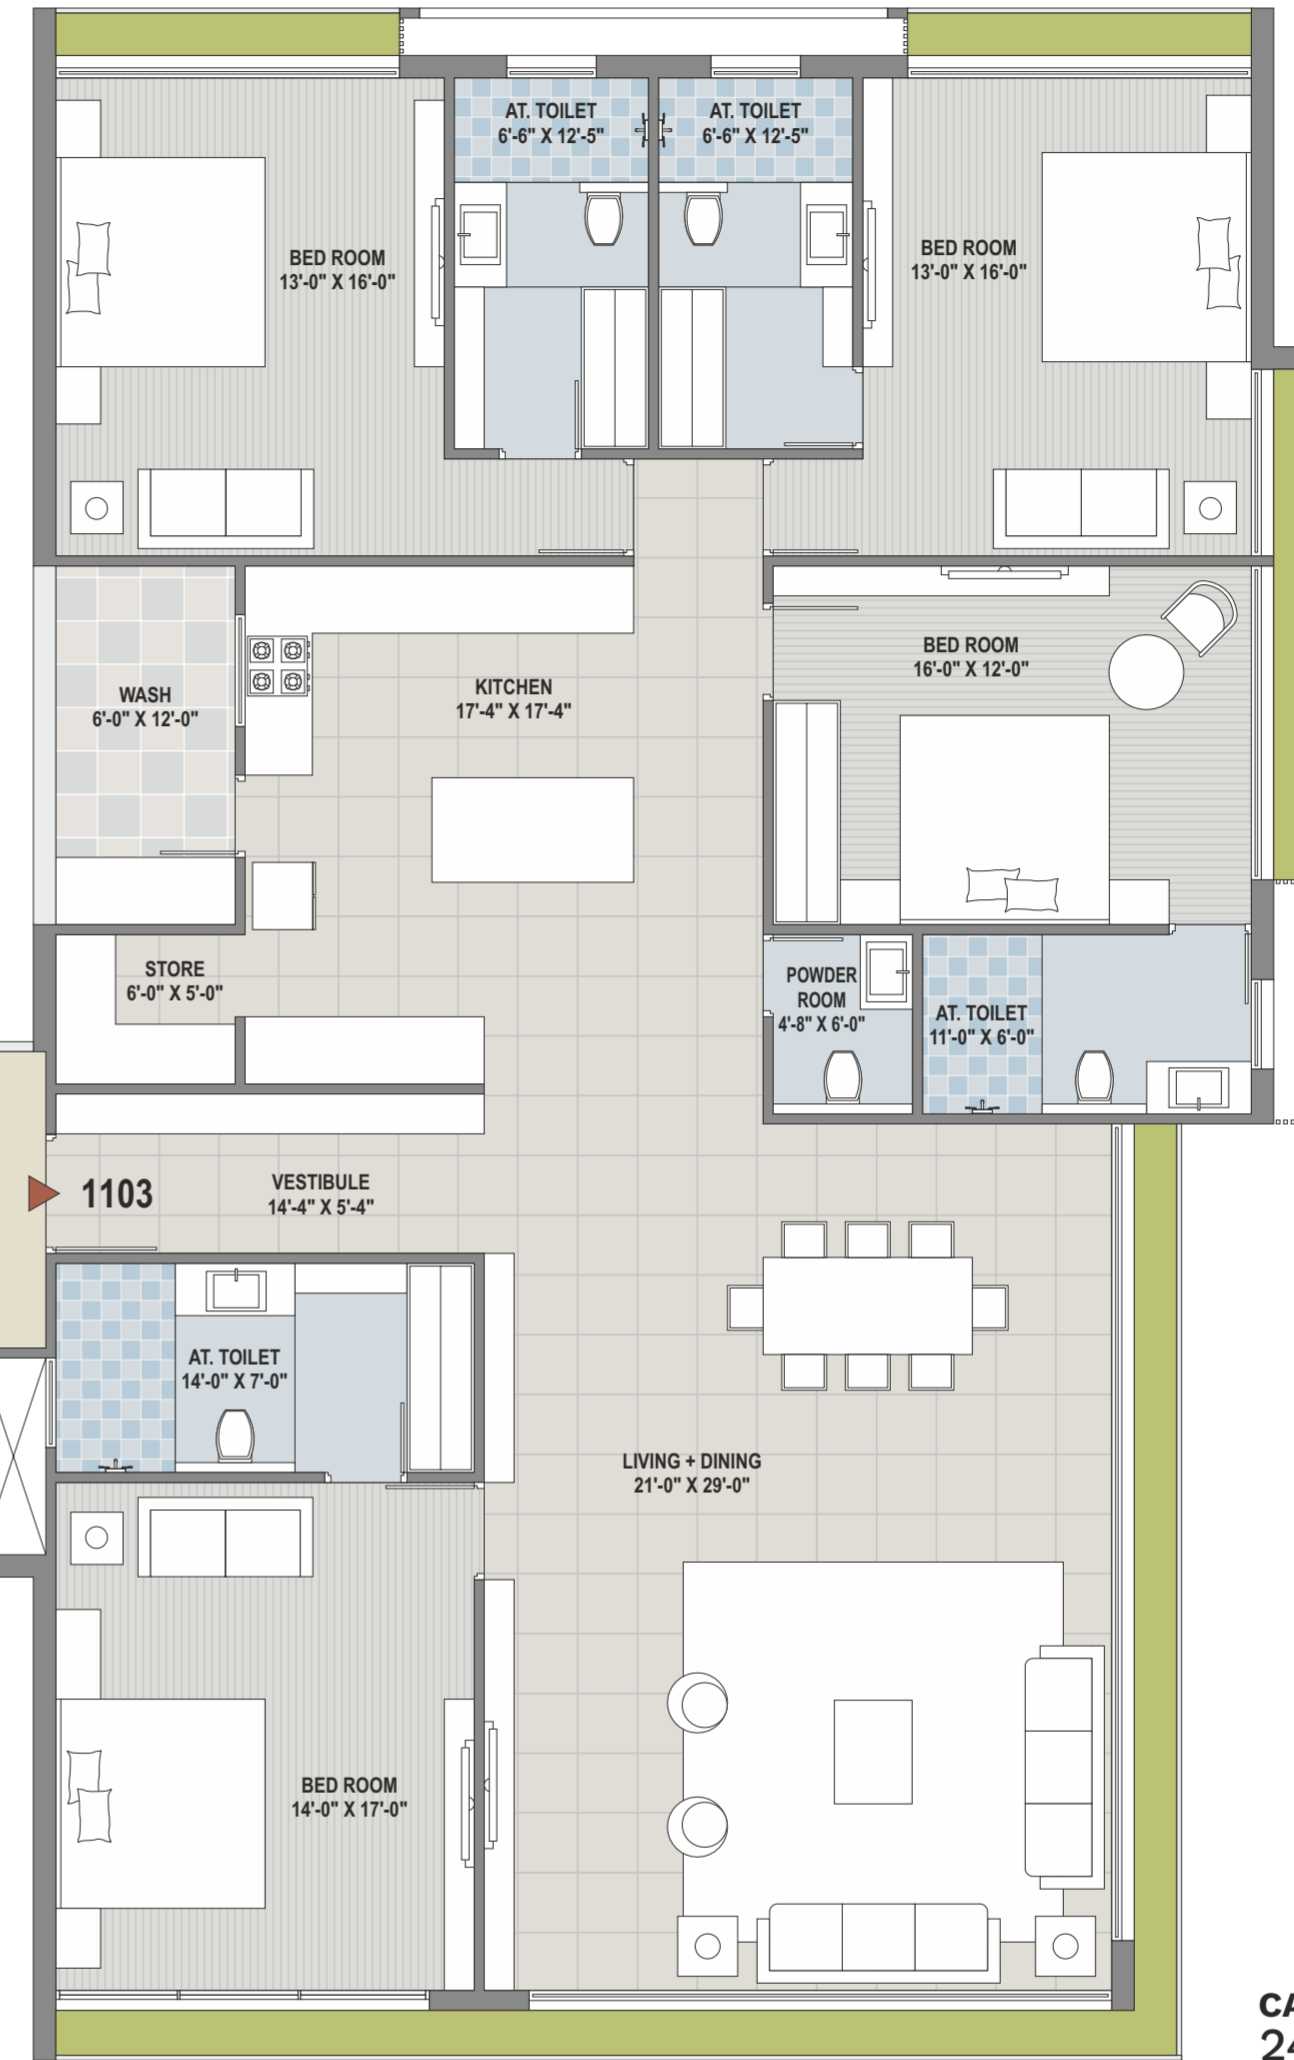 AT. TOILET
6'-6" X 12'-5"
AT. TOILET
6'-6" X 12'-5"
BED ROOM
13'-0" X 16'-0"
BED ROOM
13'-0" X 16'-0"
WASH
6'-0" X 12'-0"
KITCHEN
17'-4" X 17'-4"
BED ROOM
16'-0" X 12'-0"
STORE
6'-0" X 5'-0"
POWDER
ROOM
4'-8" X 6'-0"
AT. TOILET
11'-0" X 6'-0"
1103
VESTIBULE
14'-4" X 5'-4"
AT. TOILET
14'-0" X 7'-0"
LIVING + DINING
21'-0" X 29'-0"
BED ROOM
14'-0" X 17'-0"